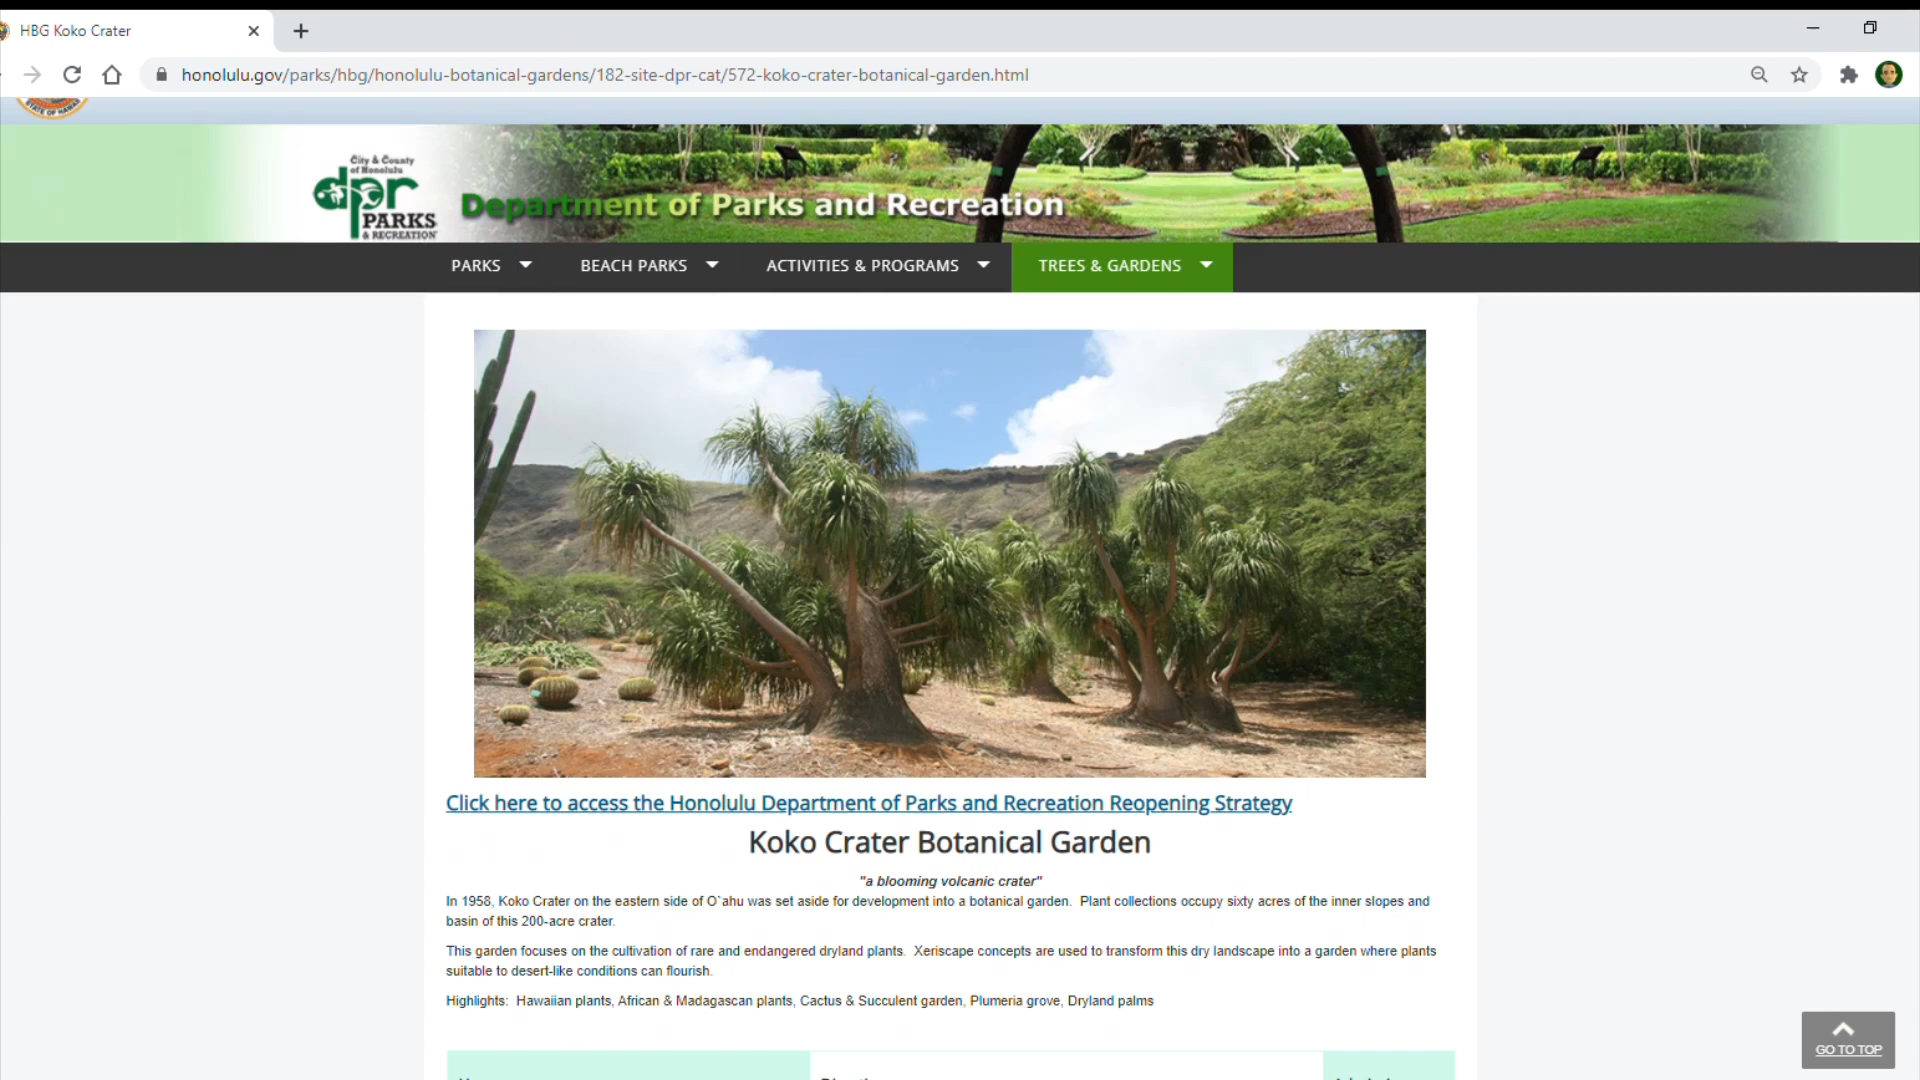 HBG Koko Crater
honolulu.gov/parks/hbg/honolulu-botanical-gardens/182-site-dpr-cat/572-koko-crater-botanical-garden.html
STATE OF HAWAII
City & County
of Honolulu
dpr
PARKS
& RECREATION
Department of Parks and Recreation
PARKS
BEACH PARKS
ACTIVITIES & PROGRAMS
TREES & GARDENS
Click here to access the Honolulu Department of Parks and Recreation Reopening Strategy
Koko Crater Botanical Garden
"a blooming volcanic crater"
In 1958, Koko Crater on the eastern side of O`ahu was set aside for development into a botanical garden. Plant collections occupy sixty acres of the inner slopes and
basin of this 200-acre crater.
This garden focuses on the cultivation of rare and endangered dryland plants. Xeriscape concepts are used to transform this dry landscape into a garden where plants
suitable to desert-like conditions can flourish.
Highlights: Hawaiian plants, African & Madagascan plants, Cactus & Succulent garden, Plumeria grove, Dryland palms
GO TO TOP